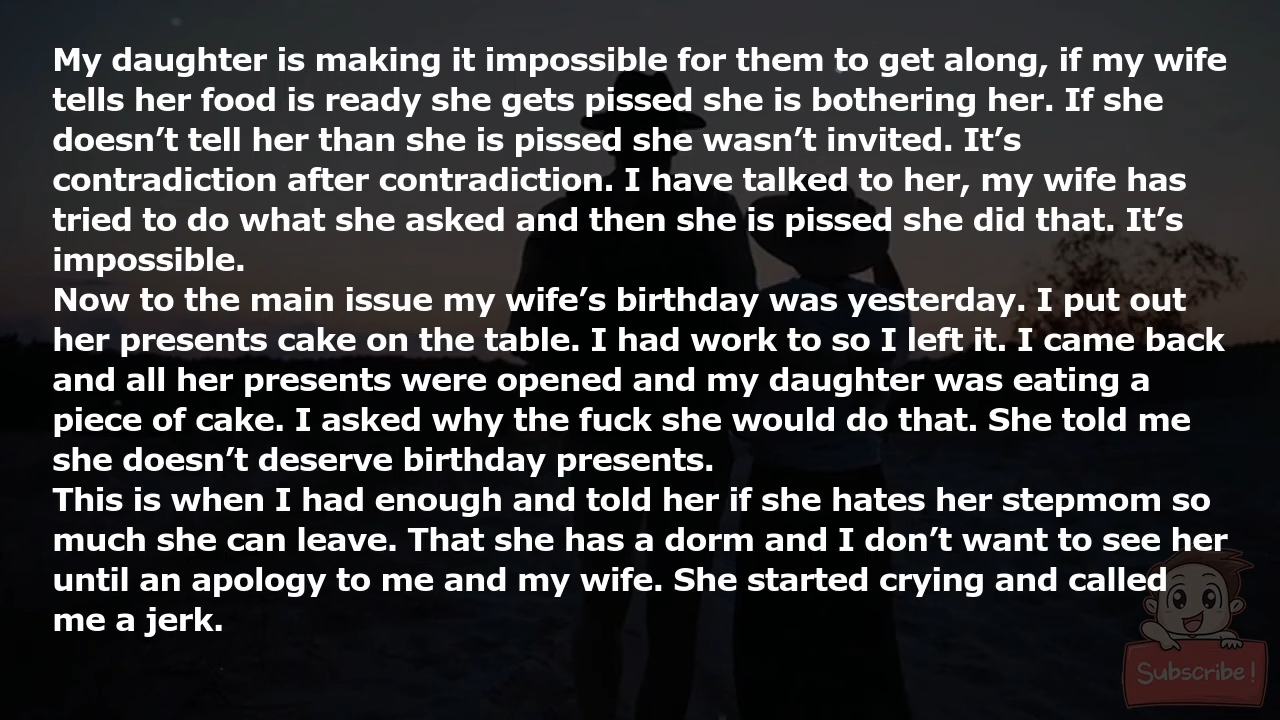 My daughter is making it impossible for them to get along, if my wife
tells her food is ready she gets pissed she is bothering her. If she
doesn’t tell her than she is pissed she wasn’t invited. It’s
contradiction after contradiction. I have talked to her, my wife has
tried to do what she asked and then she is pissed she did that. It’s
impossible.
Now to the main issue my wife’s birthday was yesterday. I put out
her presents cake on the table. I had work to so I left it. I came back
and all her presents were opened and my daughter was eating a
piece of cake. I asked why the fuck she would do that. She told me
she doesn’t deserve birthday presents.
This is when I had enough and told her if she hates her stepmom so
much she can leave. That she has a dorm and I don’t want to see her
until an apology to me and my wife. She started crying and called
me a jerk.
Subscribe!